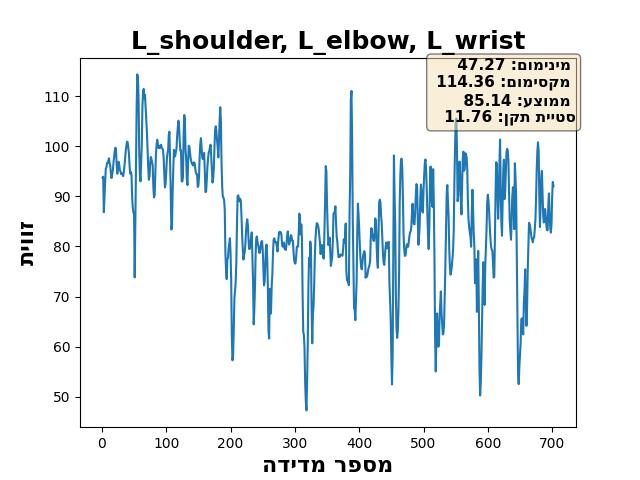 L_shoulder, L_elbow, L_wrist
מינימום: 47.27
מקסימום: 114.36
ממוצע: 85.14
סטיית תקן: 11.76
זווית
110
100
90
80
70
60
50
0 100 200 300 400 500 600 700
מספר מדידה